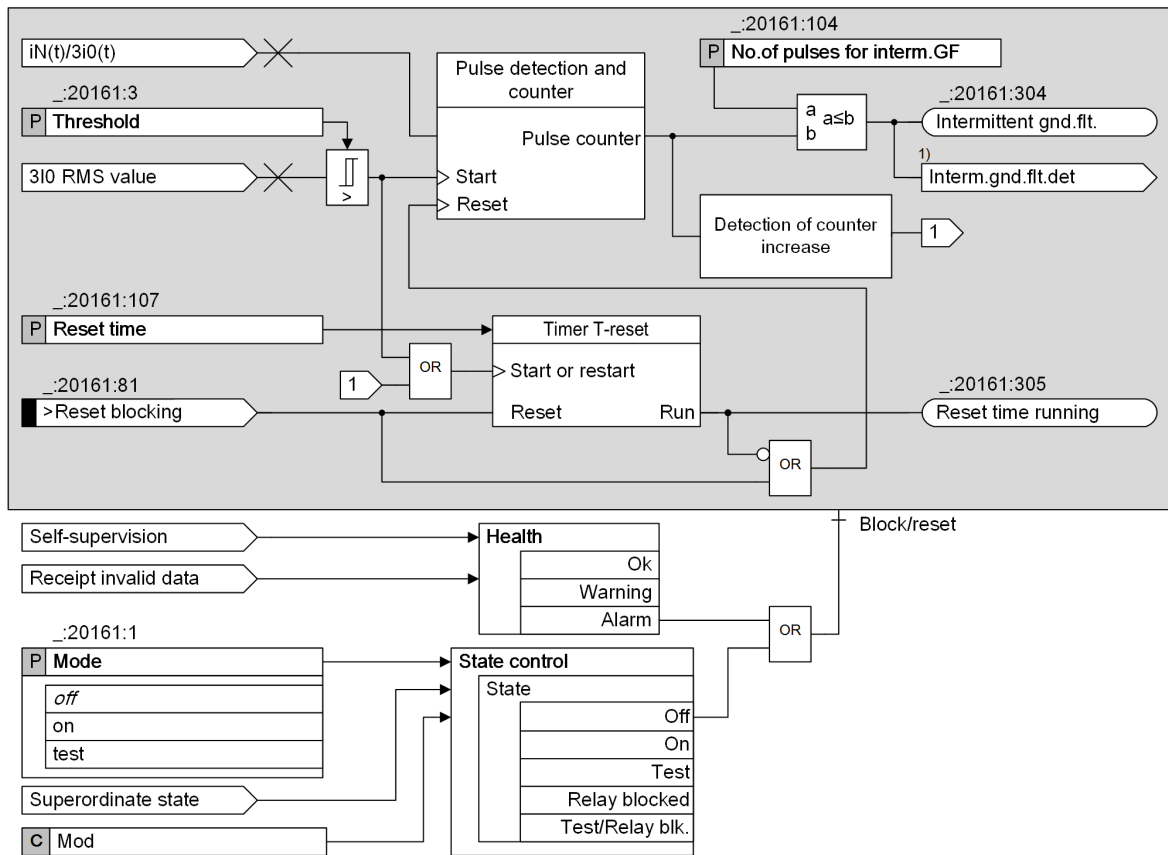 _:20161:104
iN(t)/3i0(t)
P No.of pulses for interm.GF
Pulse detection and
counter
_:20161:3
_:20161:304
P Threshold
a
b
a≤b
Intermittent gnd.flt.
Pulse counter
1)
3I0 RMS value
>
Start
Interm.gnd.flt.det
Reset
Detection of counter
increase
1
_:20161:107
P Reset time
Timer T-reset
OR
Start or restart
1
_:20161:81
_:20161:305
>Reset blocking
Reset
Run
Reset time running
OR
Block/reset
Self-supervision
Health
Ok
Receipt invalid data
Warning
Alarm
OR
_:20161:1
P Mode
State control
off
State
on
Off
test
On
Test
Superordinate state
Relay blocked
C Mod
Test/Relay blk.